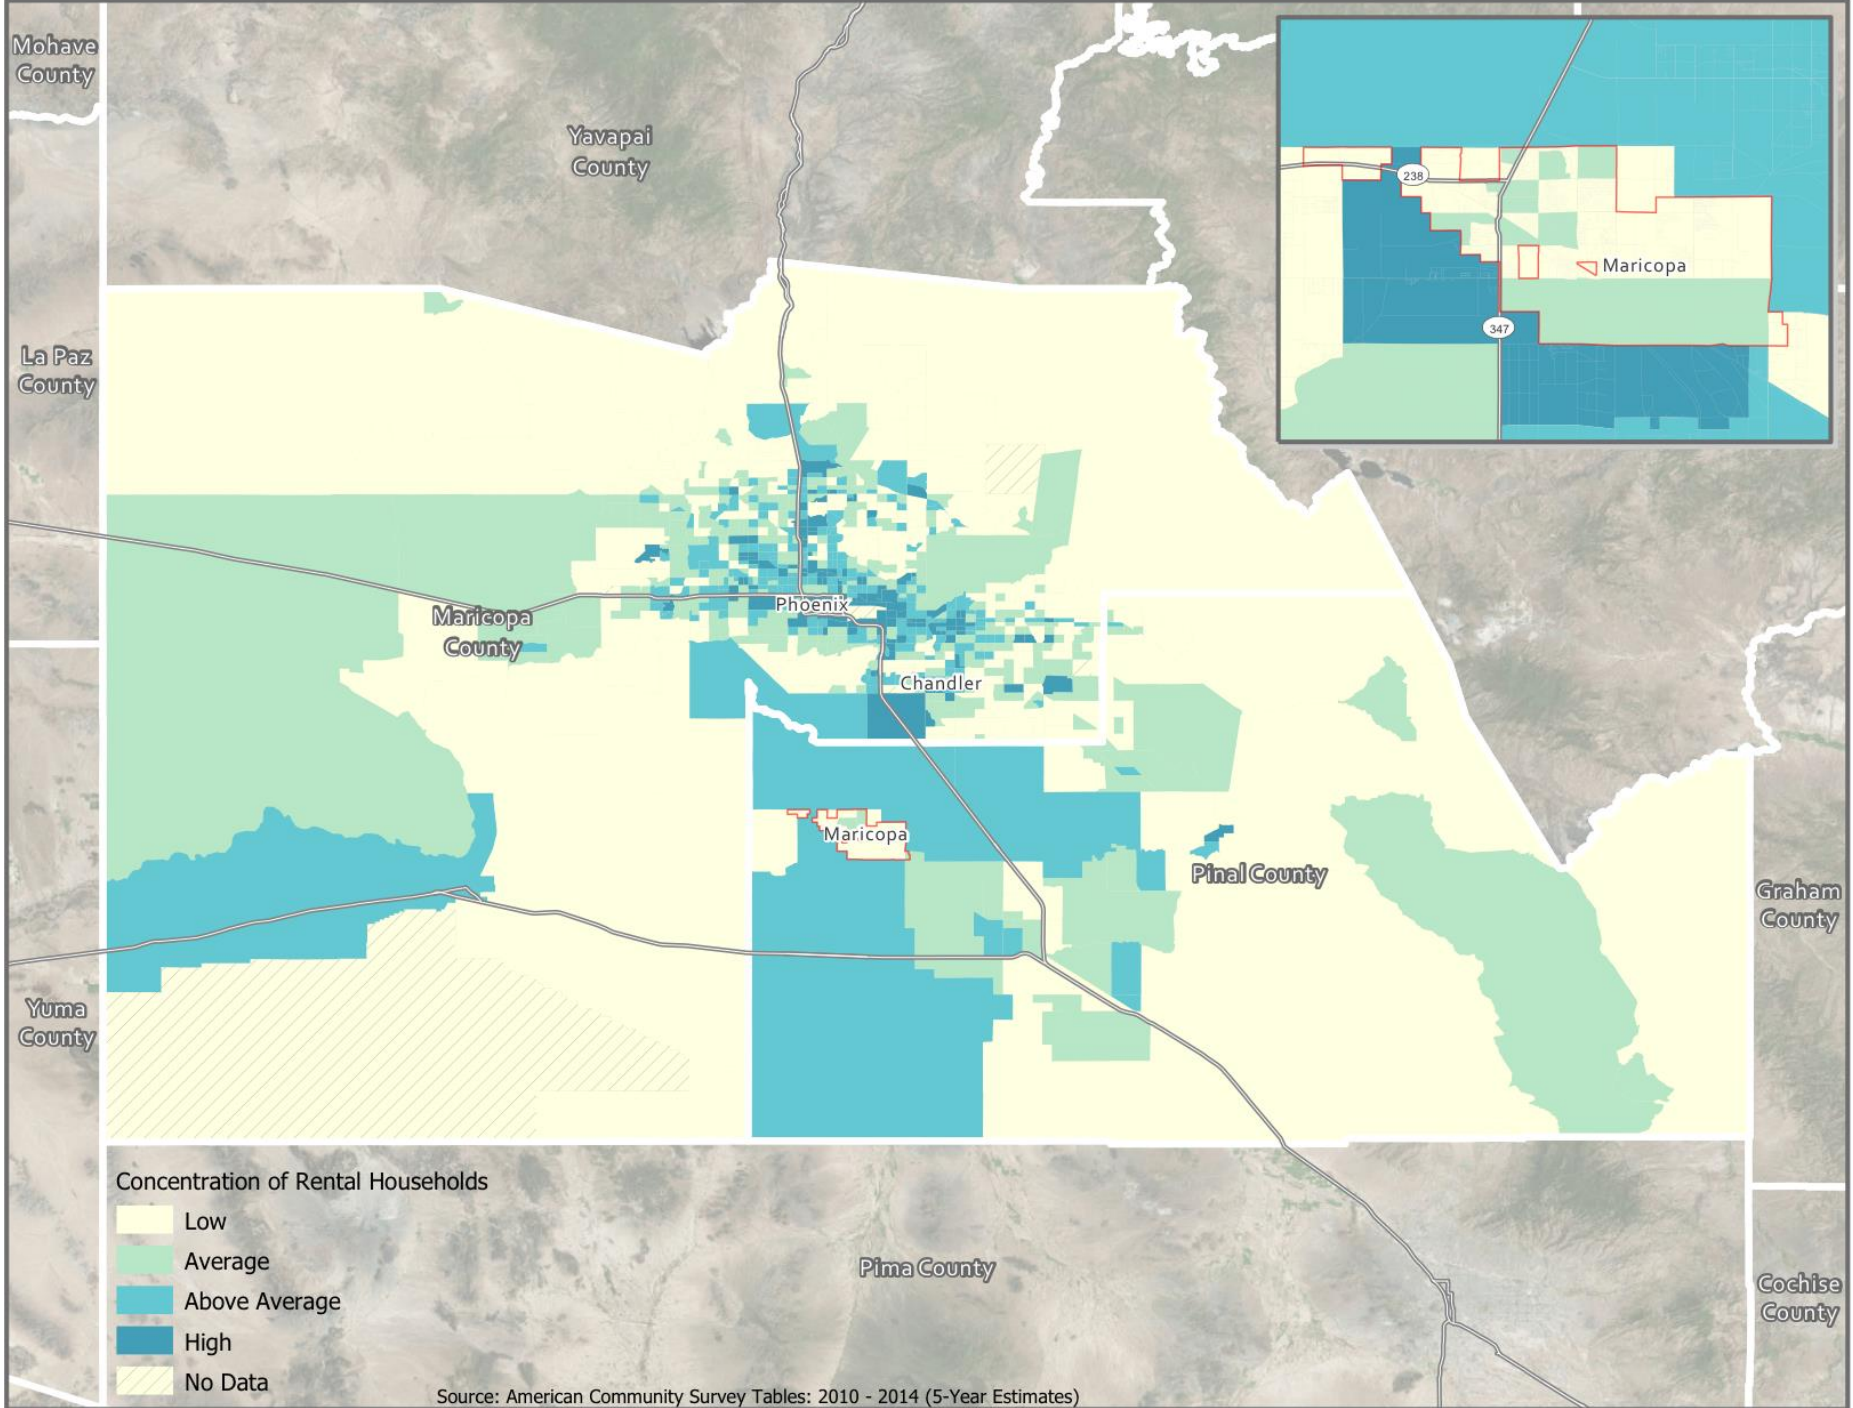 Mohave
County
Yavapai
County
238
Maricopa
347
La Paz
County
Maricopa
County
Phoenix
Chandler
Maricopa
Pinal County
Graham
County
Yuma
County
Concentration of Rental Households
Low
Average
Above Average
High
No Data
Pima County
Cochise
County
Source: American Community Survey Tables: 2010 - 2014 (5-Year Estimates)